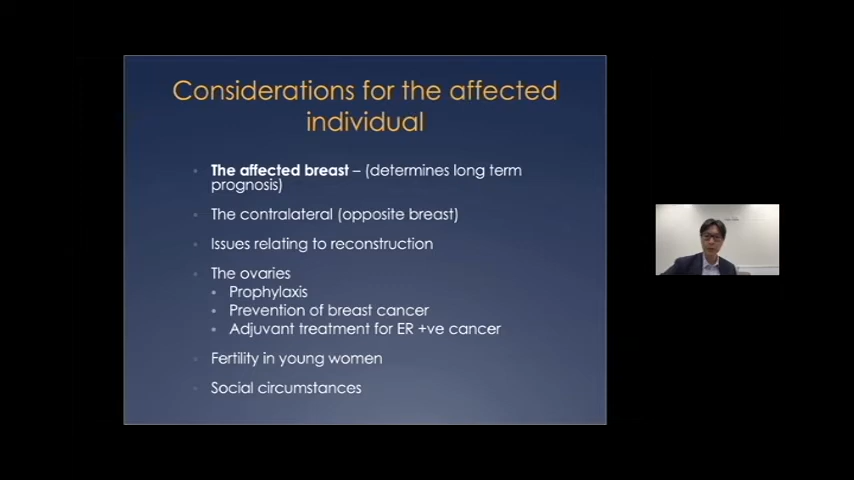 Considerations for the affected
individual
The affected breast – (determines long term
prognosis)
The contralateral (opposite breast)
Issues relating to reconstruction
The ovaries
Prophylaxis
Prevention of breast cancer
Adjuvant treatment for ER +ve cancer
Fertility in young women
Social circumstances